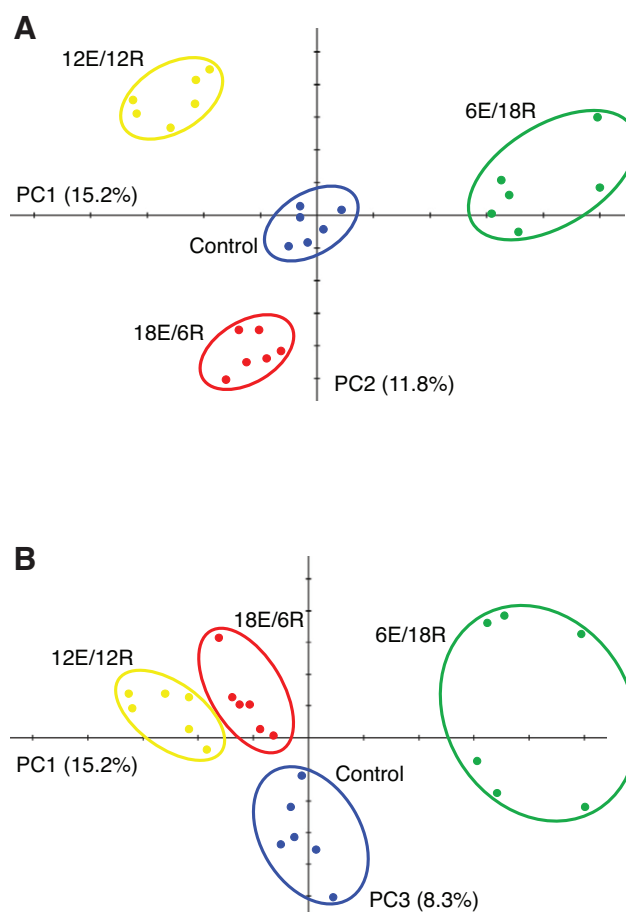 A
12E/12R
6E/18R
PC1 (15.2%)
Control
18E/6R
PC2 (11.8%)
B
18E/6R
6E/18R
12E/12R
PC1 (15.2%)
Control
PC3 (8.3%)